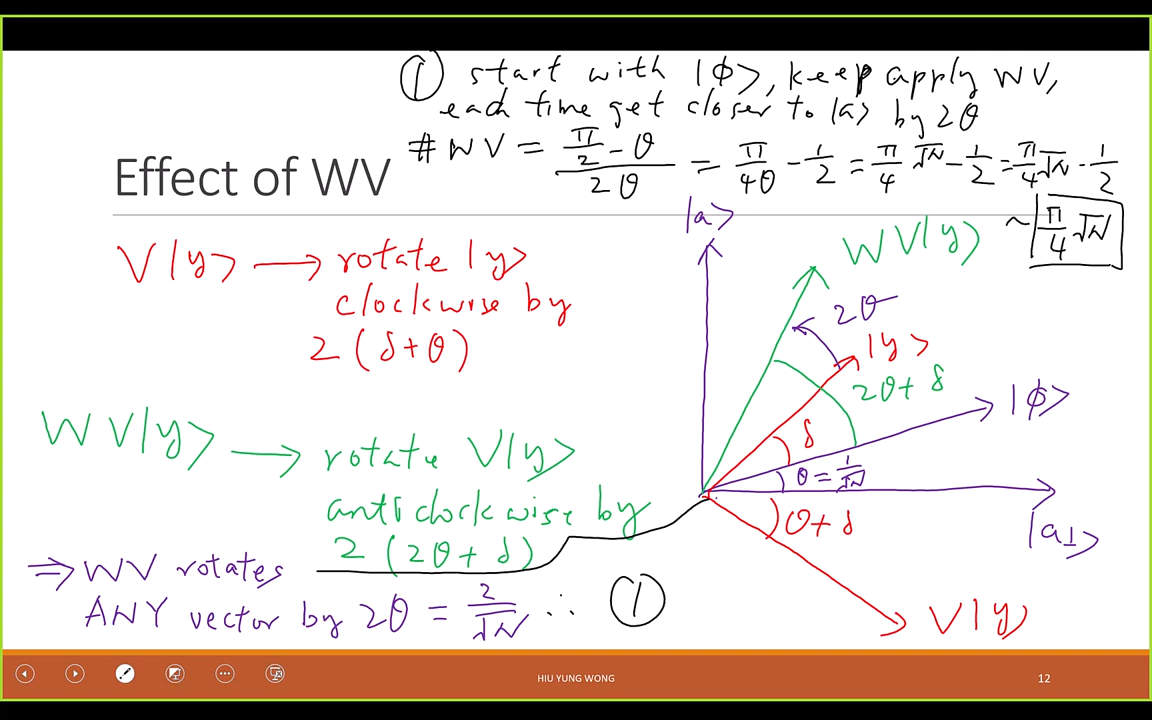 ① start with |ϕ>, keep apply WV,
each time get closer to |a> by 2θ
# WV = (π/2 - θ)/2θ = π/4θ - 1/2 = π/4 √N - 1/2 = π/4 √N - 1/2
~ π/4 √N
Effect of WV
V|y> → rotate |y>
clockwise by
2(δ+θ)
WV|y> → rotate V|y>
anticlockwise by
2(2θ+δ)
⇒ WV rotates
ANY vector by 2θ = 2/√N ∴ ①
|a>
WV|y>
2θ
|y>
2θ+δ
|ϕ>
δ
θ = 1/√N
|a⊥>
θ+δ
V|y>
HIU YUNG WONG
12